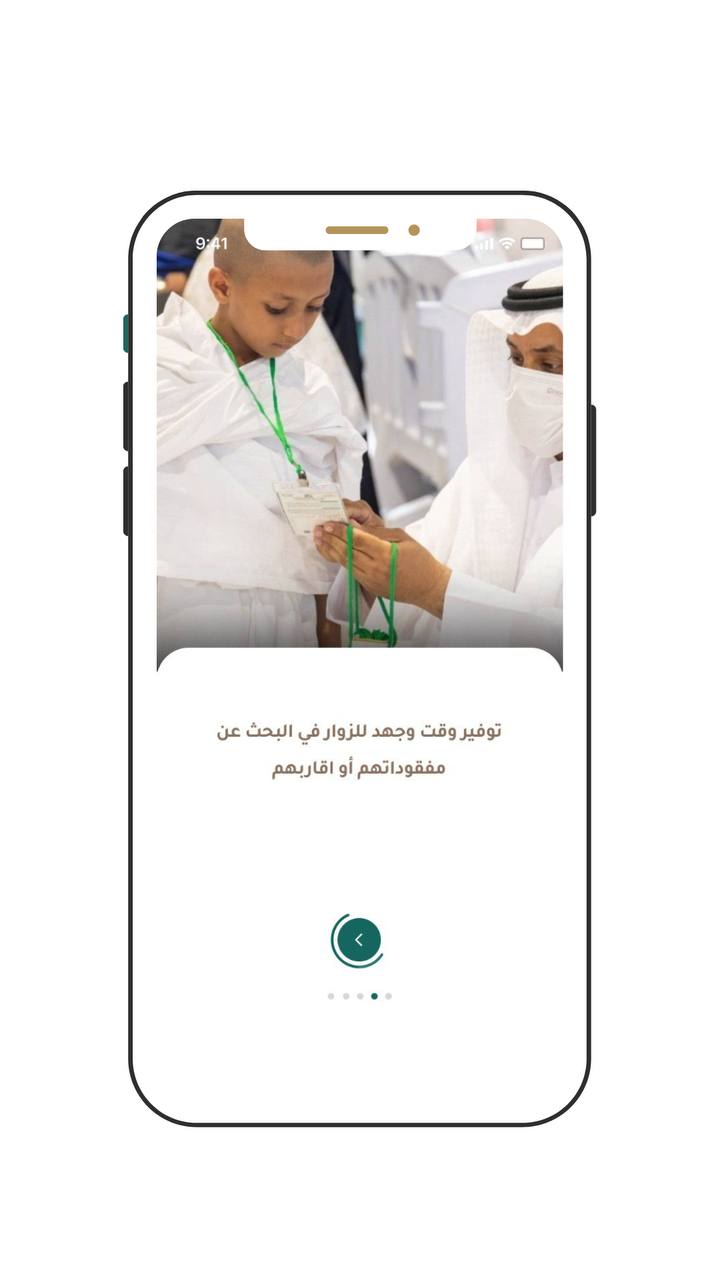 9:41
توفير وقت وجهد للزوار في البحث عن
مفقوداتهم أو اقاربهم